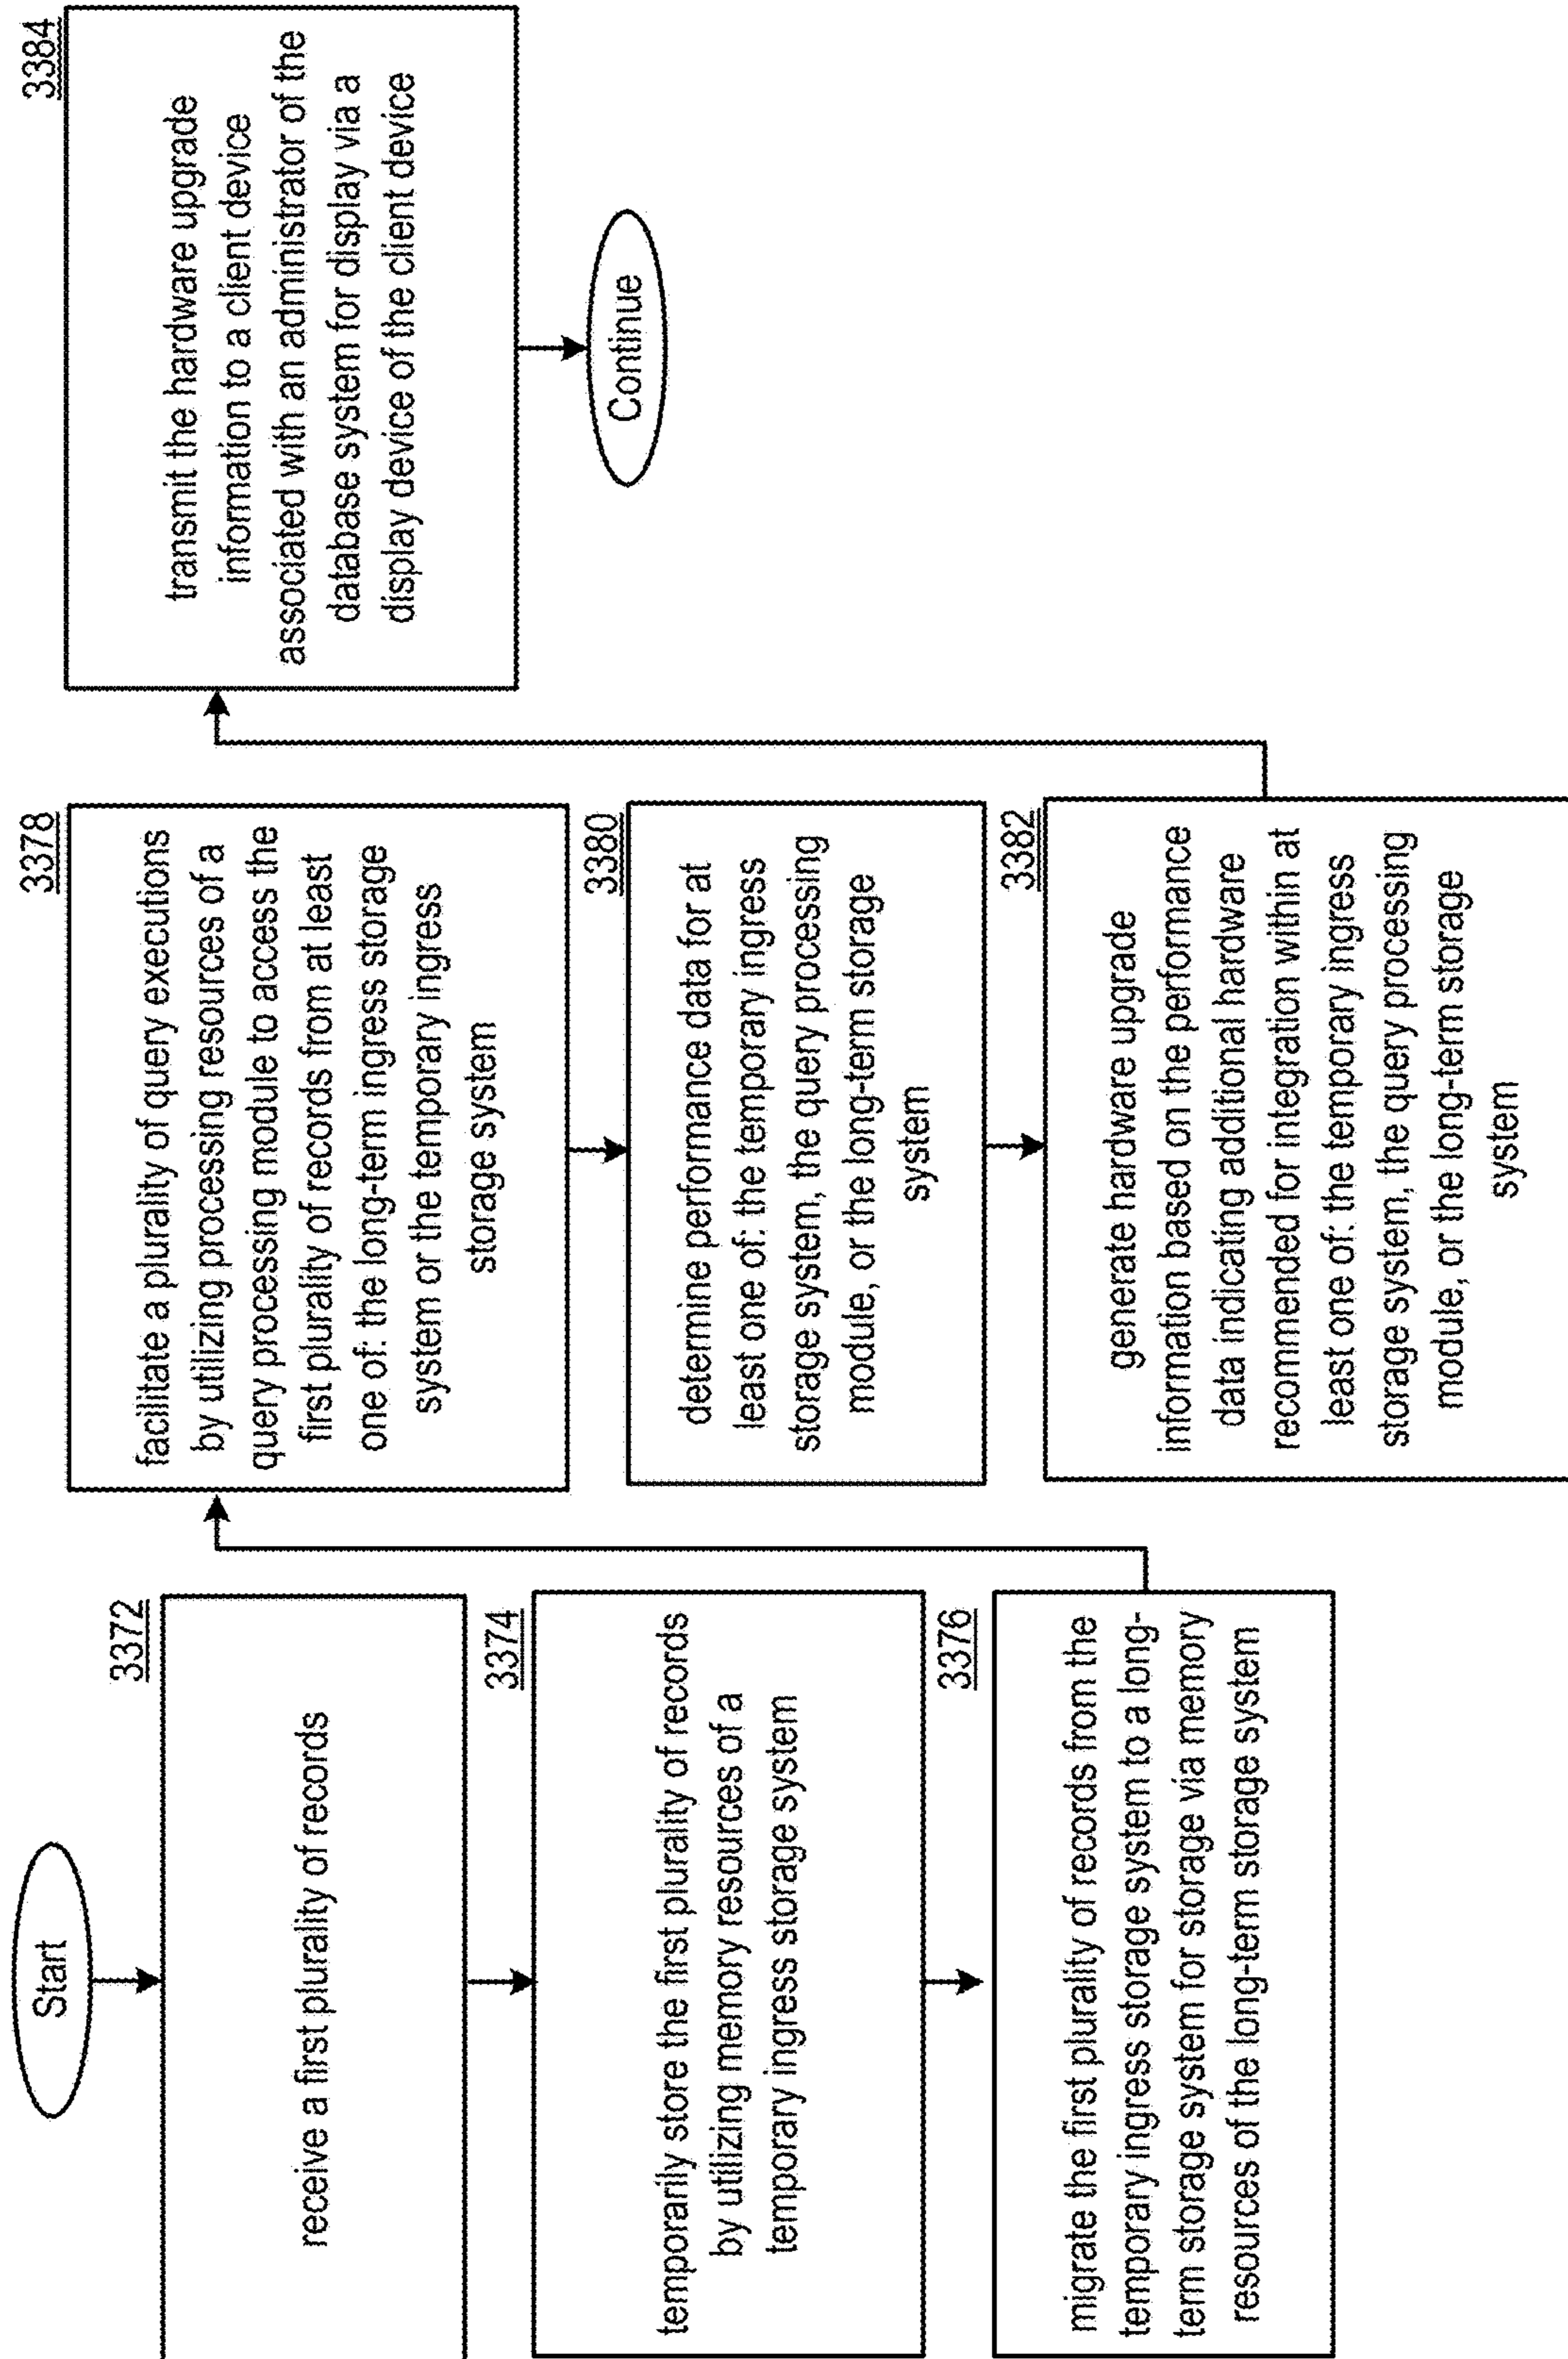 Start
3372
receive a first plurality of records
3374
temporarily store the first plurality of records
by utilizing memory resources of a
temporary ingress storage system
3376
migrate the first plurality of records from the
temporary ingress storage system to a long-
term storage system for storage via memory
resources of the long-term storage system
3378
facilitate a plurality of query executions
by utilizing processing resources of a
query processing module to access the
first plurality of records from at least
one of: the long-term ingress storage
system or the temporary ingress
storage system
3380
determine performance data for at
least one of: the temporary ingress
storage system, the query processing
module, or the long-term storage
system
3382
generate hardware upgrade
information based on the performance
data indicating additional hardware
recommended for integration within at
least one of: the temporary ingress
storage system, the query processing
module, or the long-term storage
system
3384
transmit the hardware upgrade
information to a client device
associated with an administrator of the
database system for display via a
display device of the client device
Continue